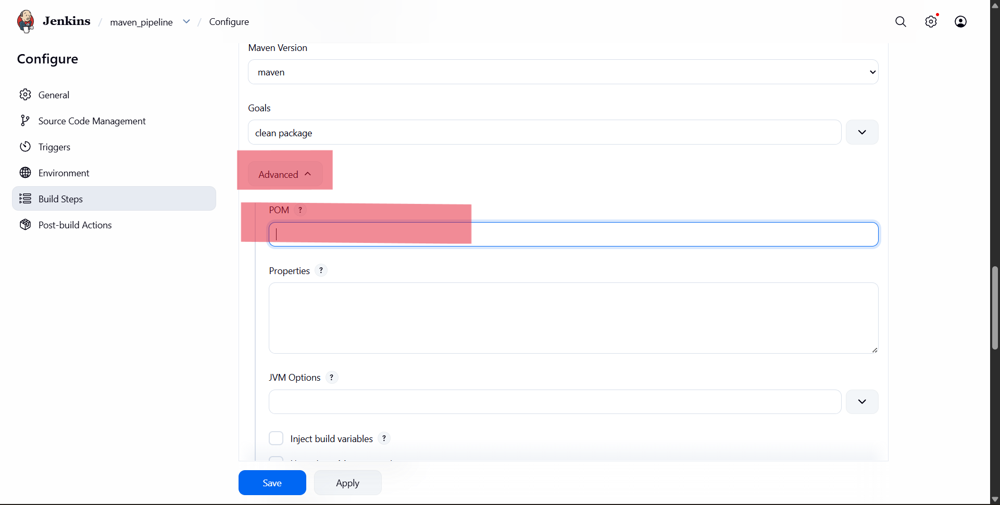 Jenkins / maven_pipeline / Configure
Configure
General
Source Code Management
Triggers
Environment
Build Steps
Post-build Actions
Maven Version
maven
Goals
clean package
Advanced
POM ?
Properties ?
JVM Options ?
Inject build variables ?
Save
Apply